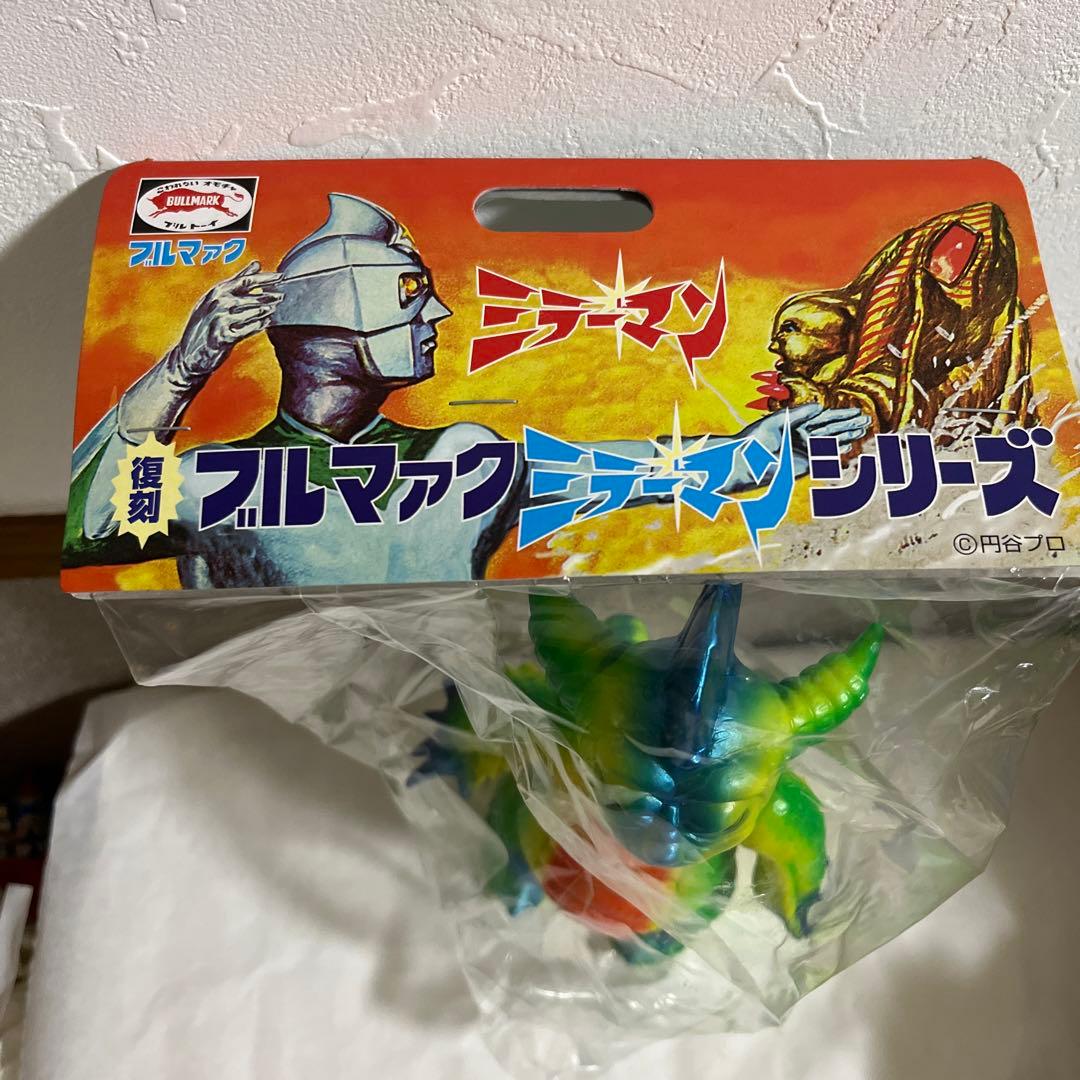 こわれない オモチャ
BULLMARK
ブルトーイ
ブルマァク
ミラーマン
復刻
ブルマァクミラーマンシリーズ
©円谷プロ